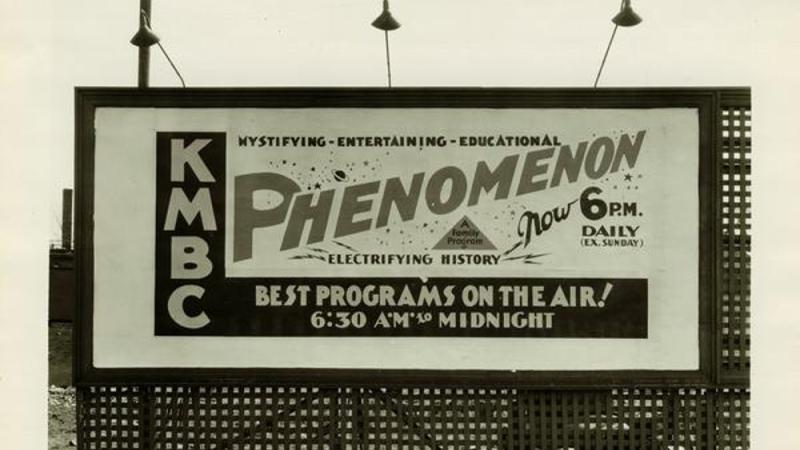 KMBC
MYSTIFYING - ENTERTAINING - EDUCATIONAL
PHENOMENON
A
Family
Program
Now 6 P.M.
DAILY
(EX. SUNDAY)
ELECTRIFYING HISTORY
BEST PROGRAMS ON THE AIR!
6:30 A.M. to MIDNIGHT